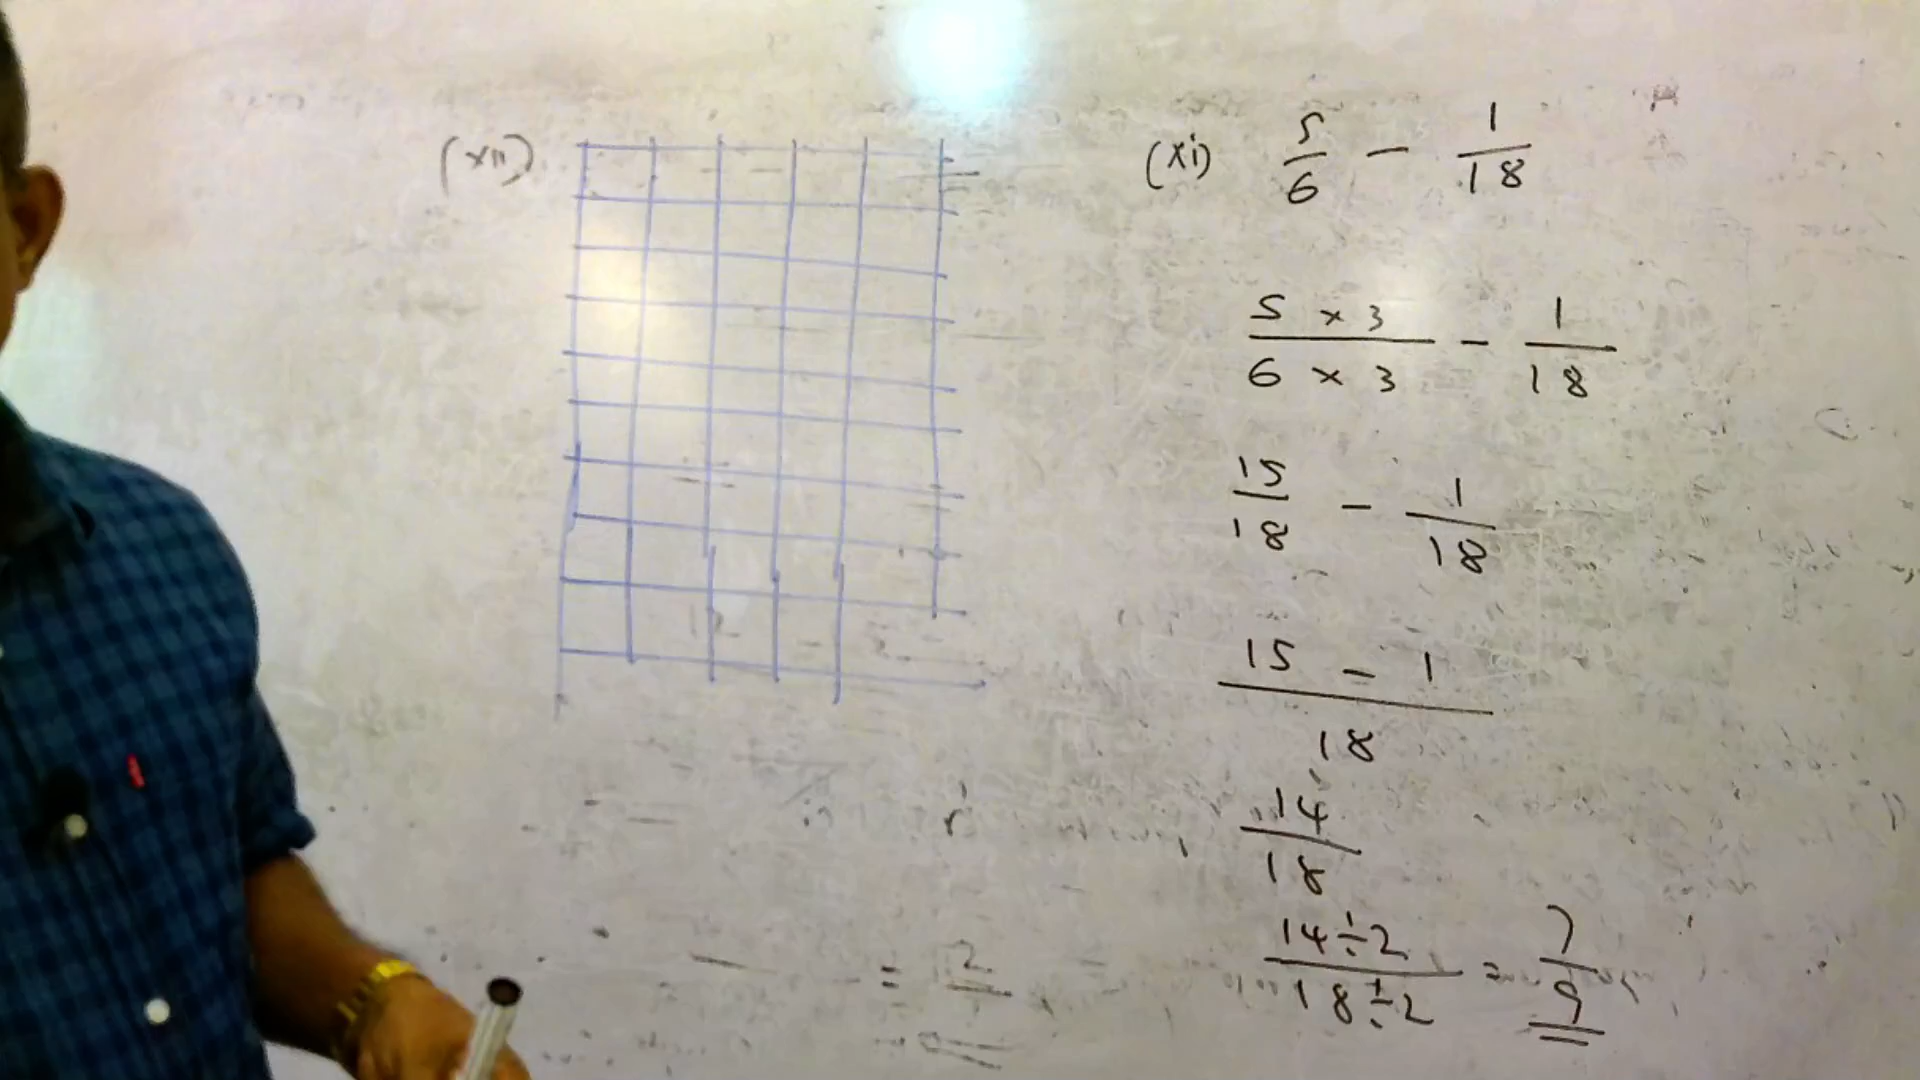 (xii)
(xi) 5/6 - 1/18
5 x 3/6 x 3 - 1/18
15/18 - 1/18
15 - 1/18
14/18
14÷2/18÷2 = 7/9